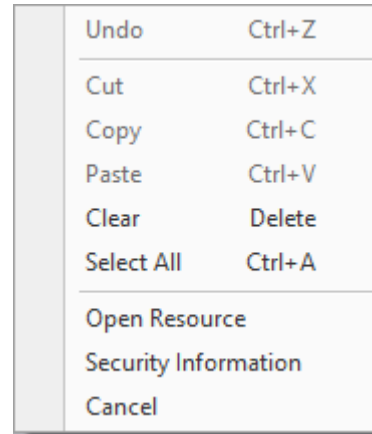 Undo Ctrl+Z
Cut Ctrl+X
Copy Ctrl+C
Paste Ctrl+V
Clear Delete
Select All Ctrl+A
Open Resource
Security Information
Cancel